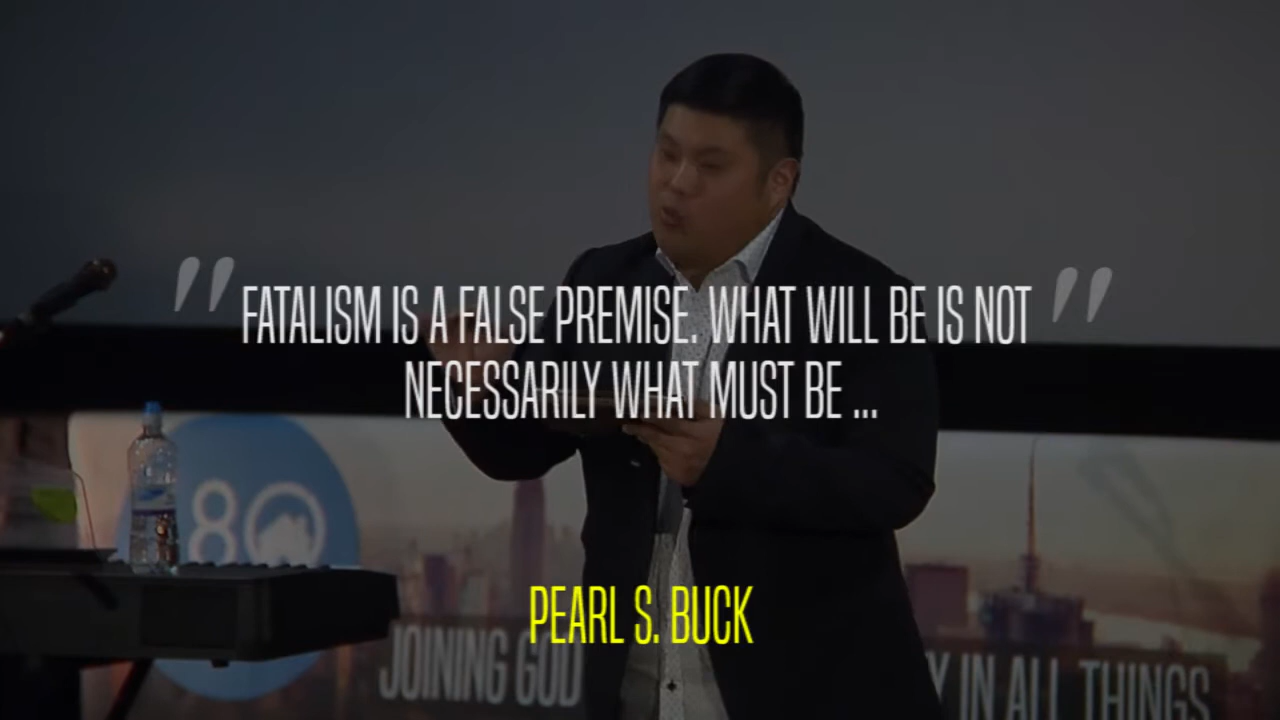 " FATALISM IS A FALSE PREMISE. WHAT WILL BE IS NOT "
NECESSARILY WHAT MUST BE ...
80
PEARL S. BUCK
JOINING GOD
Y IN ALL THINGS